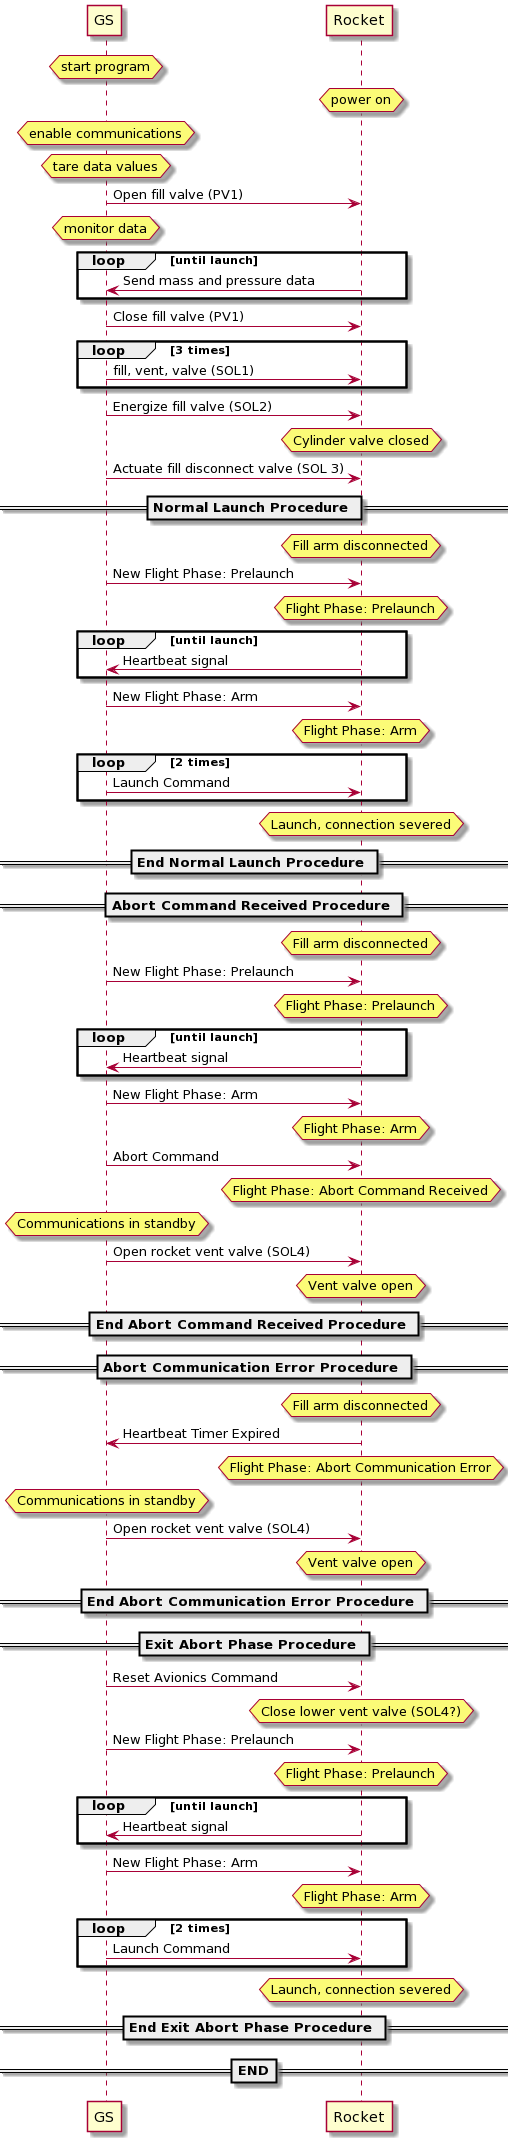 GS Rocket
start program
power on
enable communications
tare data values
Open fill valve (PV1)
monitor data
loop [until launch]
Send mass and pressure data
Close fill valve (PV1)
loop [3 times]
fill, vent, valve (SOL1)
Energize fill valve (SOL2)
Cylinder valve closed
Actuate fill disconnect valve (SOL 3)
Normal Launch Procedure
Fill arm disconnected
New Flight Phase: Prelaunch
Flight Phase: Prelaunch
loop [until launch]
Heartbeat signal
New Flight Phase: Arm
Flight Phase: Arm
loop [2 times]
Launch Command
Launch, connection severed
End Normal Launch Procedure
Abort Command Received Procedure
Fill arm disconnected
New Flight Phase: Prelaunch
Flight Phase: Prelaunch
loop [until launch]
Heartbeat signal
New Flight Phase: Arm
Flight Phase: Arm
Abort Command
Flight Phase: Abort Command Received
Communications in standby
Open rocket vent valve (SOL4)
Vent valve open
End Abort Command Received Procedure
Abort Communication Error Procedure
Fill arm disconnected
Heartbeat Timer Expired
Flight Phase: Abort Communication Error
Communications in standby
Open rocket vent valve (SOL4)
Vent valve open
End Abort Communication Error Procedure
Exit Abort Phase Procedure
Reset Avionics Command
Close lower vent valve (SOL4?)
New Flight Phase: Prelaunch
Flight Phase: Prelaunch
loop [until launch]
Heartbeat signal
New Flight Phase: Arm
Flight Phase: Arm
loop [2 times]
Launch Command
Launch, connection severed
End Exit Abort Phase Procedure
END
GS Rocket